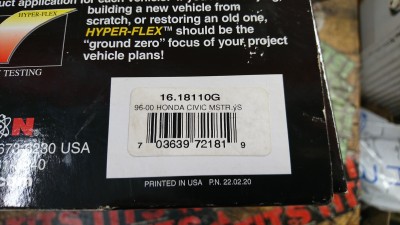 HYPER-FLEX
TESTING
building a new vehicle from
scratch, or restoring an old one,
HYPER-FLEX™ should be the
"ground zero" focus of your project
vehicle plans!
16.18110G
96-00 HONDA CIVIC MSTR
7 03639 72181 9
N
USA
PRINTED IN USA P.N. 22.02.20